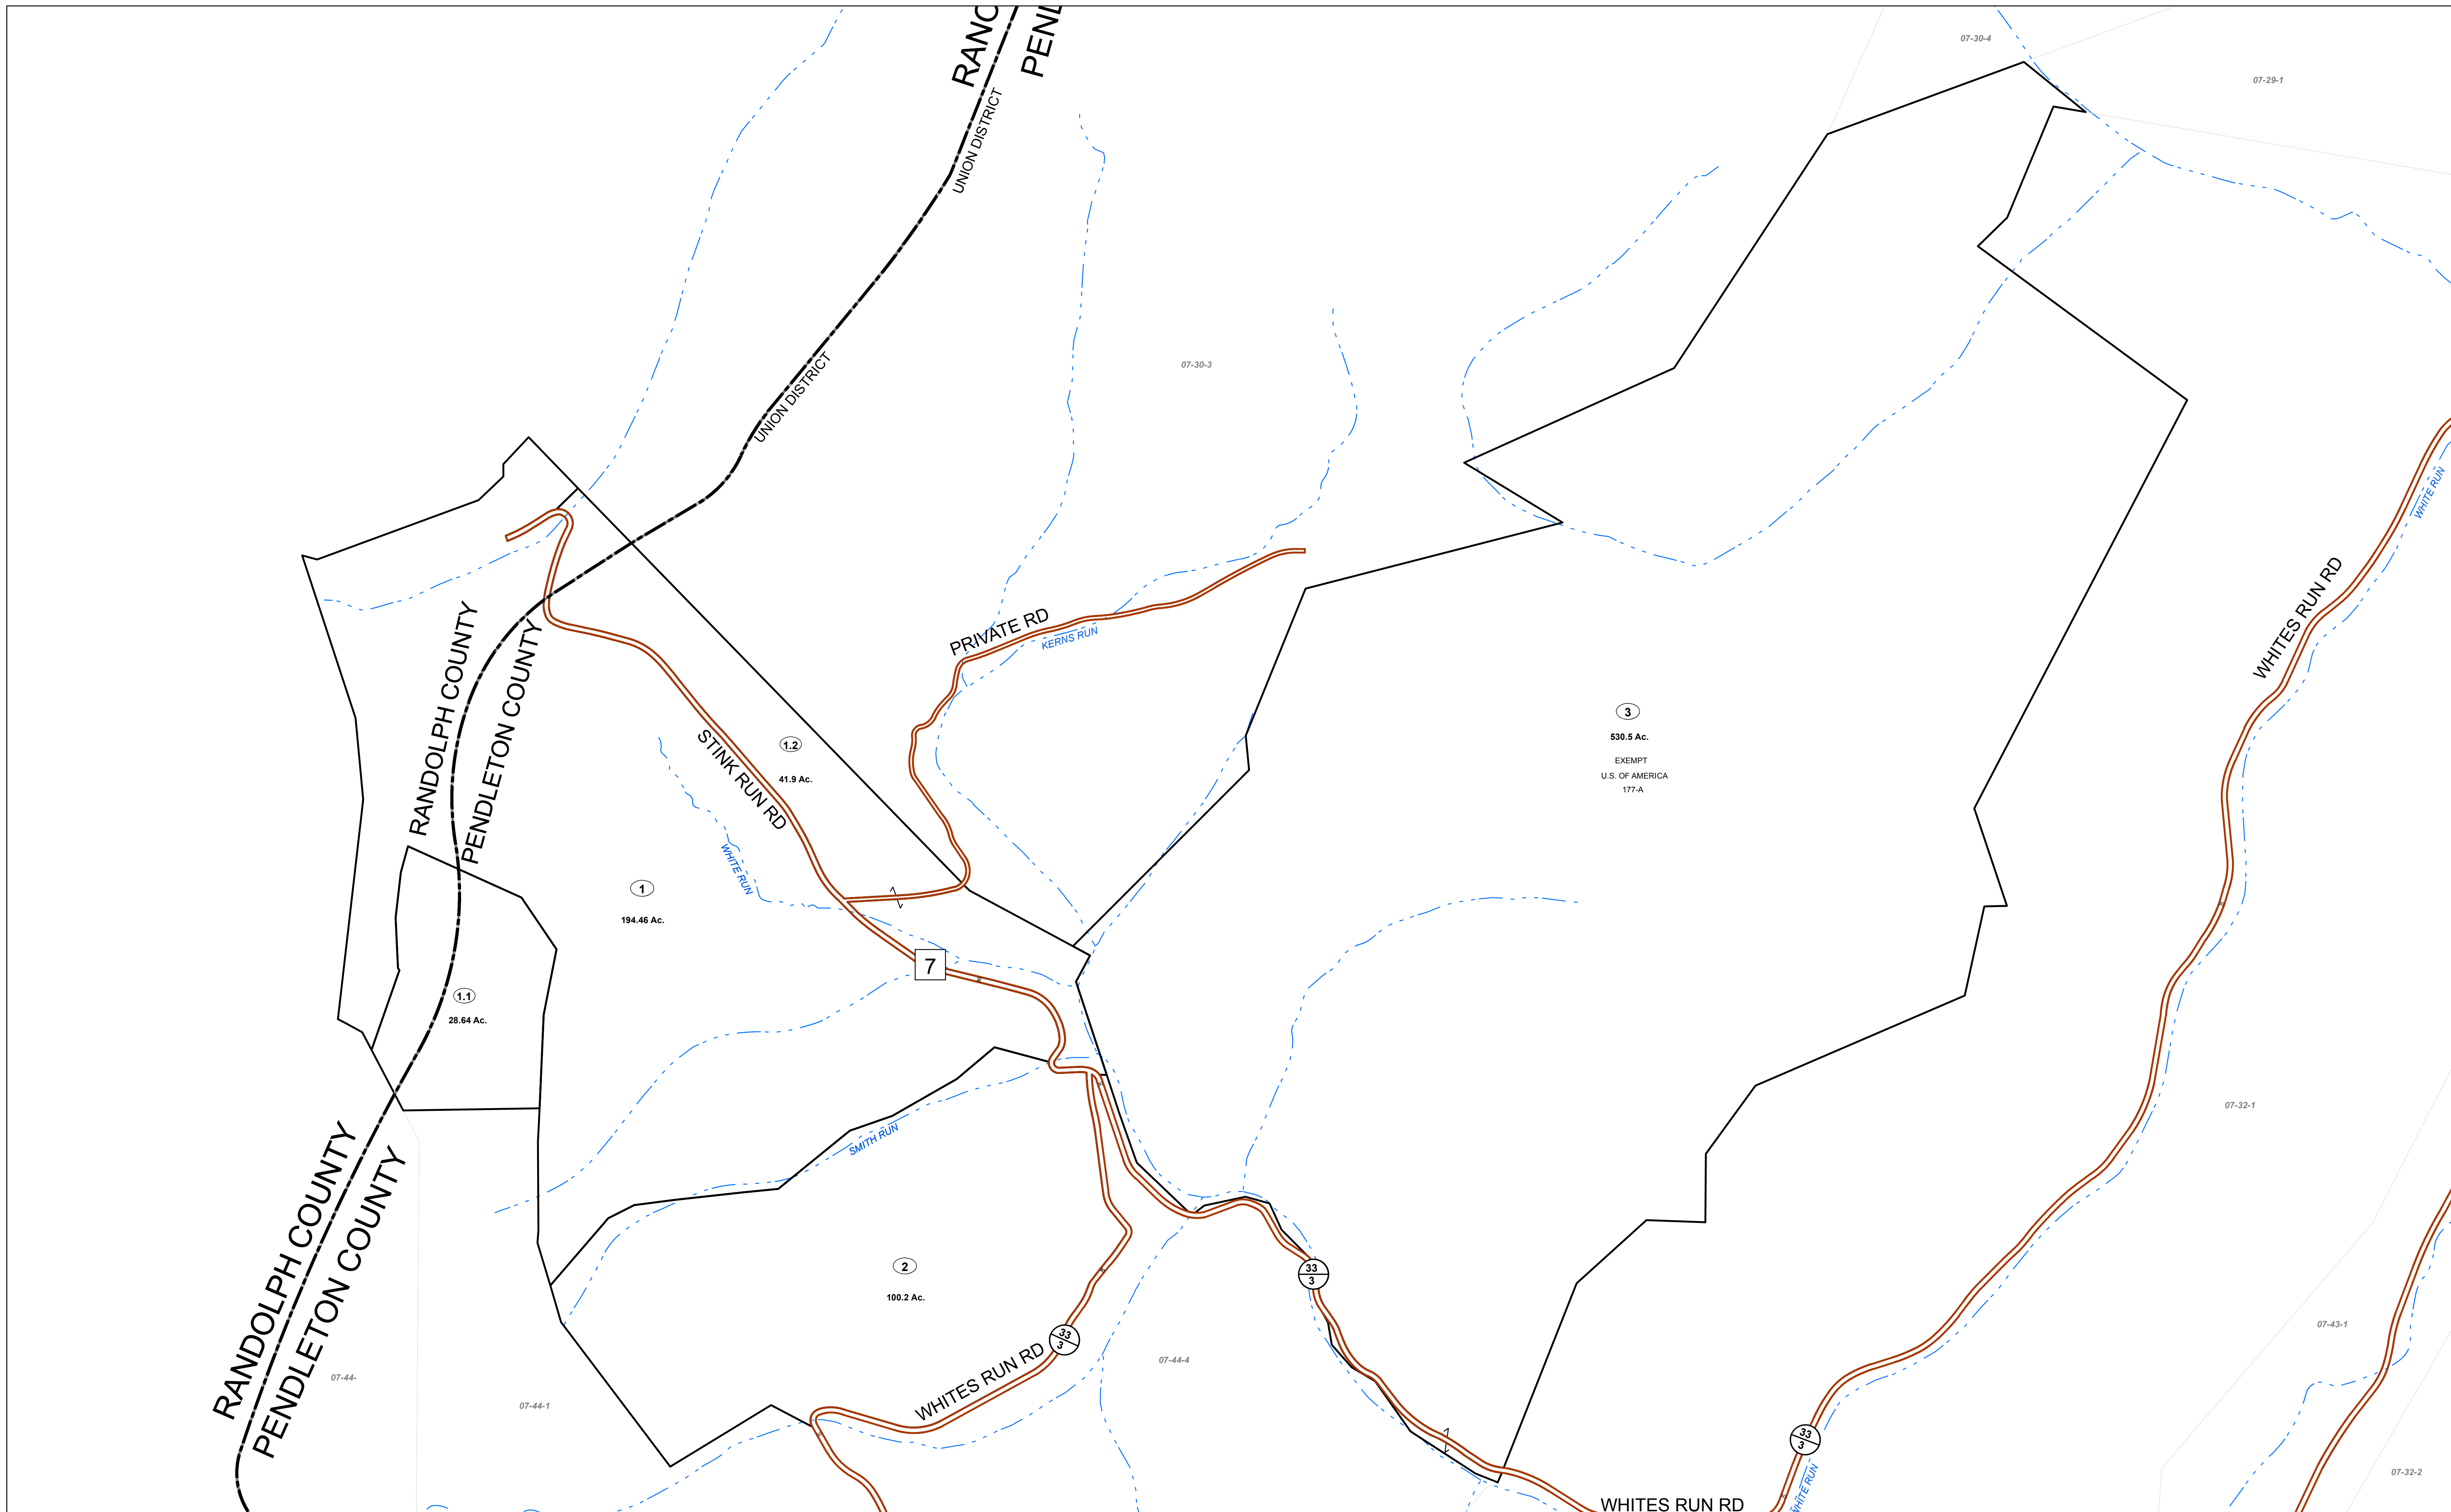 07-30-4
07-29-1
UNION DISTRICT
07-30-3
UNION DISTRICT
WHITE RUN
WHITES RUN RD
RANDOLPH COUNTY
PENDLETON COUNTY
PRIVATE RD
KERNS RUN
3
530.5 Ac.
EXEMPT
U.S. OF AMERICA
177-A
1.2
41.9 Ac.
STINK RUN RD
WHITE RUN
1
194.46 Ac.
7
1.1
28.64 Ac.
07-32-1
SMITH RUN
RANDOLPH COUNTY
PENDLETON COUNTY
2
100.2 Ac.
33
3
33
3
WHITES RUN RD
07-44-4
07-44-
07-44-1
07-43-1
33
3
07-32-2
WHITE RUN
WHITES RUN RD